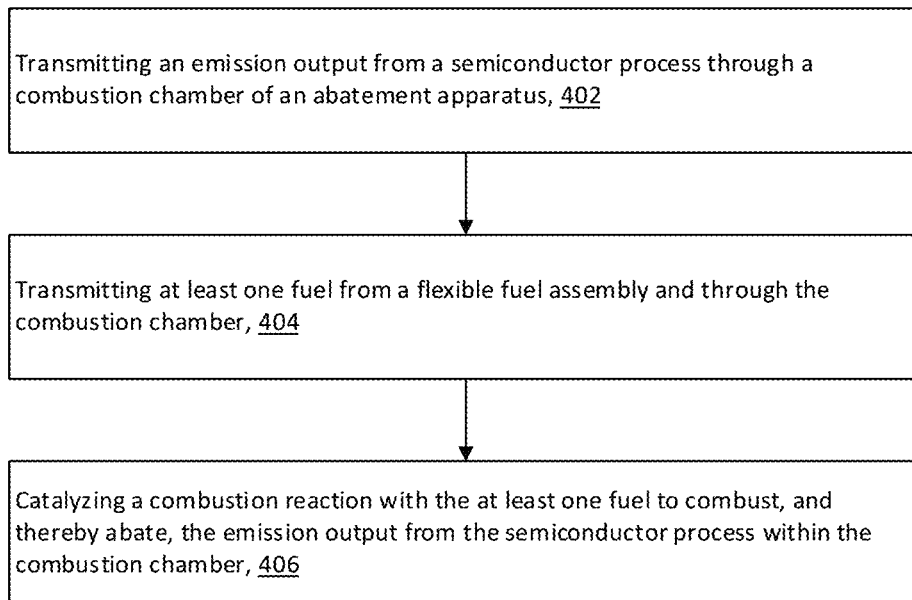 Transmitting an emission output from a semiconductor process through a
combustion chamber of an abatement apparatus, 402
Transmitting at least one fuel from a flexible fuel assembly and through the
combustion chamber, 404
Catalyzing a combustion reaction with the at least one fuel to combust, and
thereby abate, the emission output from the semiconductor process within the
combustion chamber, 406